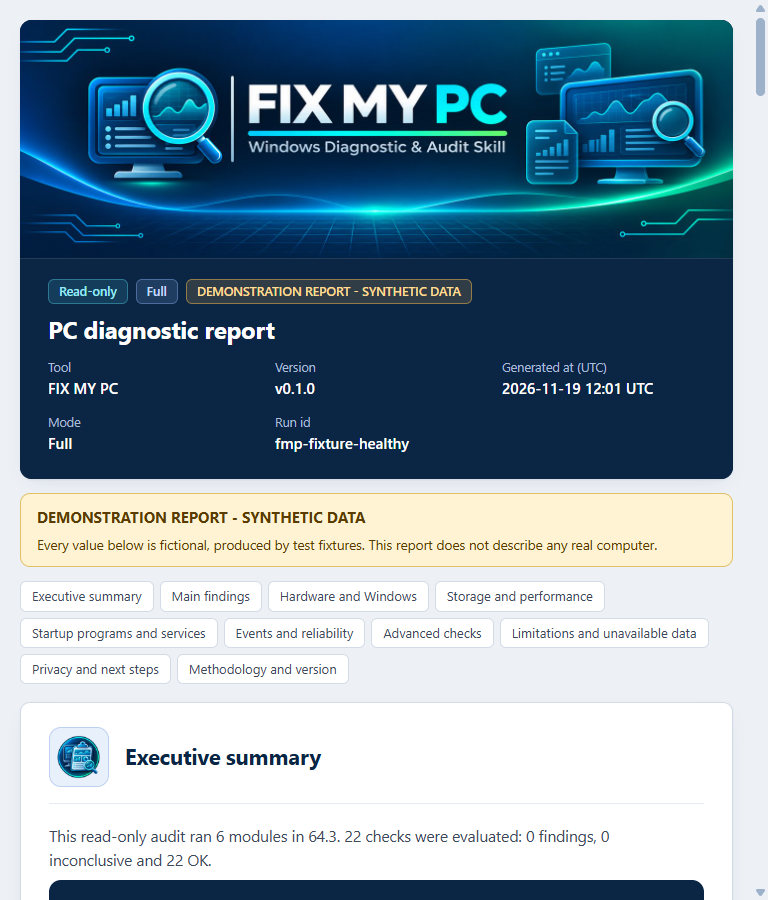 FIX MY PC
Windows Diagnostic & Audit Skill
Read-only Full DEMONSTRATION REPORT - SYNTHETIC DATA
PC diagnostic report
Tool Version Generated at (UTC)
FIX MY PC v0.1.0 2026-11-19 12:01 UTC
Mode Run id
Full fmp-fixture-healthy
DEMONSTRATION REPORT - SYNTHETIC DATA
Every value below is fictional, produced by test fixtures. This report does not describe any real computer.
Executive summary Main findings Hardware and Windows Storage and performance
Startup programs and services Events and reliability Advanced checks Limitations and unavailable data
Privacy and next steps Methodology and version
Executive summary
This read-only audit ran 6 modules in 64.3. 22 checks were evaluated: 0 findings, 0
inconclusive and 22 OK.